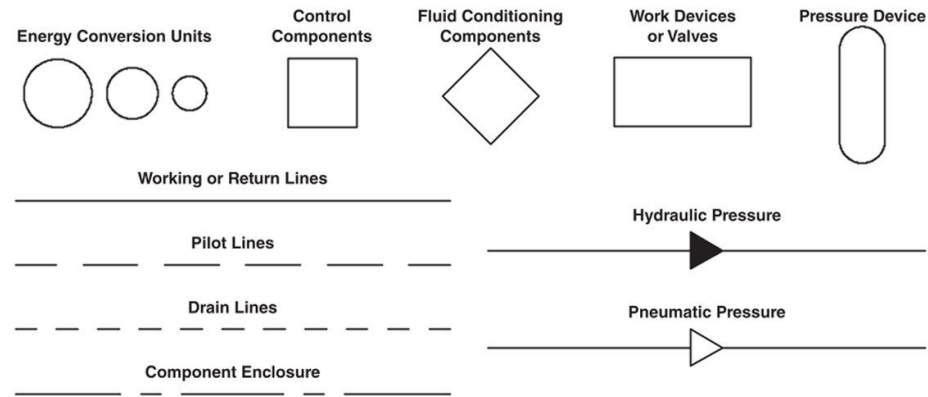 Energy Conversion Units
Control
Components
Fluid Conditioning
Components
Work Devices
or Valves
Pressure Device
Working or Return Lines
Pilot Lines
Drain Lines
Component Enclosure
Hydraulic Pressure
Pneumatic Pressure